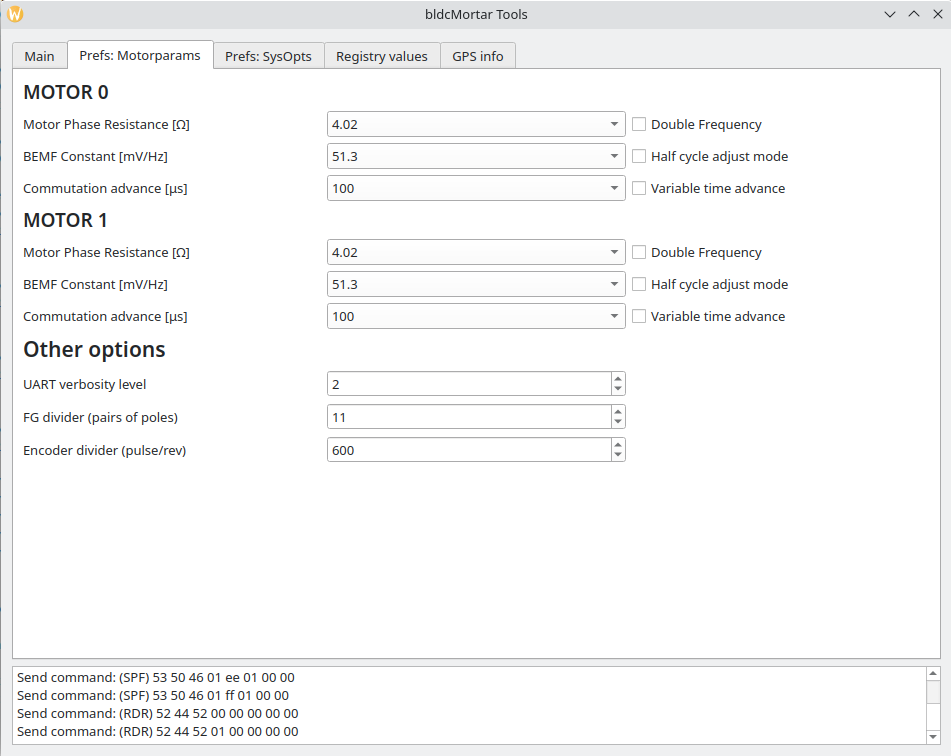 bldcMortar Tools
Main Prefs: Motorparams Prefs: SysOpts Registry values GPS info
MOTOR 0
Motor Phase Resistance [Ω] 4.02 Double Frequency
BEMF Constant [mV/Hz] 51.3 Half cycle adjust mode
Commutation advance [µs] 100 Variable time advance
MOTOR 1
Motor Phase Resistance [Ω] 4.02 Double Frequency
BEMF Constant [mV/Hz] 51.3 Half cycle adjust mode
Commutation advance [µs] 100 Variable time advance
Other options
UART verbosity level 2
FG divider (pairs of poles) 11
Encoder divider (pulse/rev) 600
Send command: (SPF) 53 50 46 01 ee 01 00 00
Send command: (SPF) 53 50 46 01 ff 01 00 00
Send command: (RDR) 52 44 52 00 00 00 00 00
Send command: (RDR) 52 44 52 01 00 00 00 00